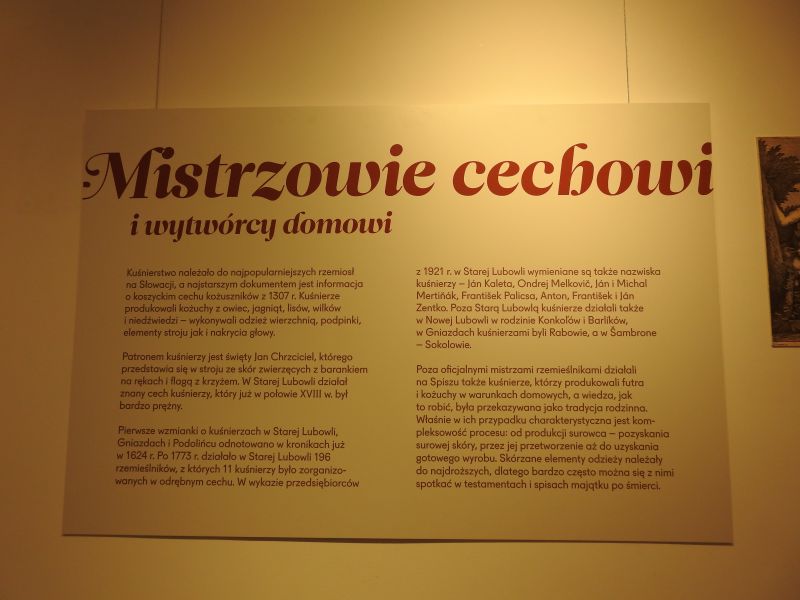 Mistrzowie cechowi
i wytwórcy domowi
Kuśnierstwo należało do najpopularniejszych rzemiosł
na Słowacji, a najstarszym dokumentem jest informacja
o koszyckim cechu kożuszników z 1307 r. Kuśnierze
produkowali kożuchy z owiec, jagniąt, lisów, wilków
i niedźwiedzi – wykonywali odzież wierzchnią, podpinki,
elementy stroju jak i nakrycia głowy.
Patronem kuśnierzy jest święty Jan Chrzciciel, którego
przedstawia się w stroju ze skór zwierzęcych z barankiem
na rękach i flagą z krzyżem. W Starej Lubowli działał
znany cech kuśnierzy, który już w połowie XVIII w. był
bardzo prężny.
Pierwsze wzmianki o kuśnierzach w Starej Lubowli,
Gniazdach i Podolińcu odnotowano w kronikach już
w 1624 r. Po 1773 r. działało w Starej Lubowli 196
rzemieślników, z których 11 kuśnierzy było zorganizo-
wanych w odrębnym cechu. W wykazie przedsiębiorców
z 1921 r. w Starej Lubowli wymieniane są także nazwiska
kuśnierzy – Ján Kaleta, Ondrej Melkovič, Ján i Michal
Mertiňák, František Palicsa, Anton, František i Ján
Zentko. Poza Starą Lubowlą kuśnierze działali także
w Nowej Lubowli w rodzinie Konkoľów i Barlíków,
w Gniazdach kuśnierzami byli Rabowie, a w Šambrone
– Sokolowie.
Poza oficjalnymi mistrzami rzemieślnikami działali
na Spiszu także kuśnierze, którzy produkowali futra
i kożuchy w warunkach domowych, a wiedza, jak
to robić, była przekazywana jako tradycja rodzinna.
Właśnie w ich przypadku charakterystyczna jest kom-
pleksowość procesu: od produkcji surowca – pozyskania
surowej skóry, przez jej przetworzenie aż do uzyskania
gotowego wyrobu. Skórzane elementy odzieży należały
do najdroższych, dlatego bardzo często można się z nimi
spotkać w testamentach i spisach majątku po śmierci.